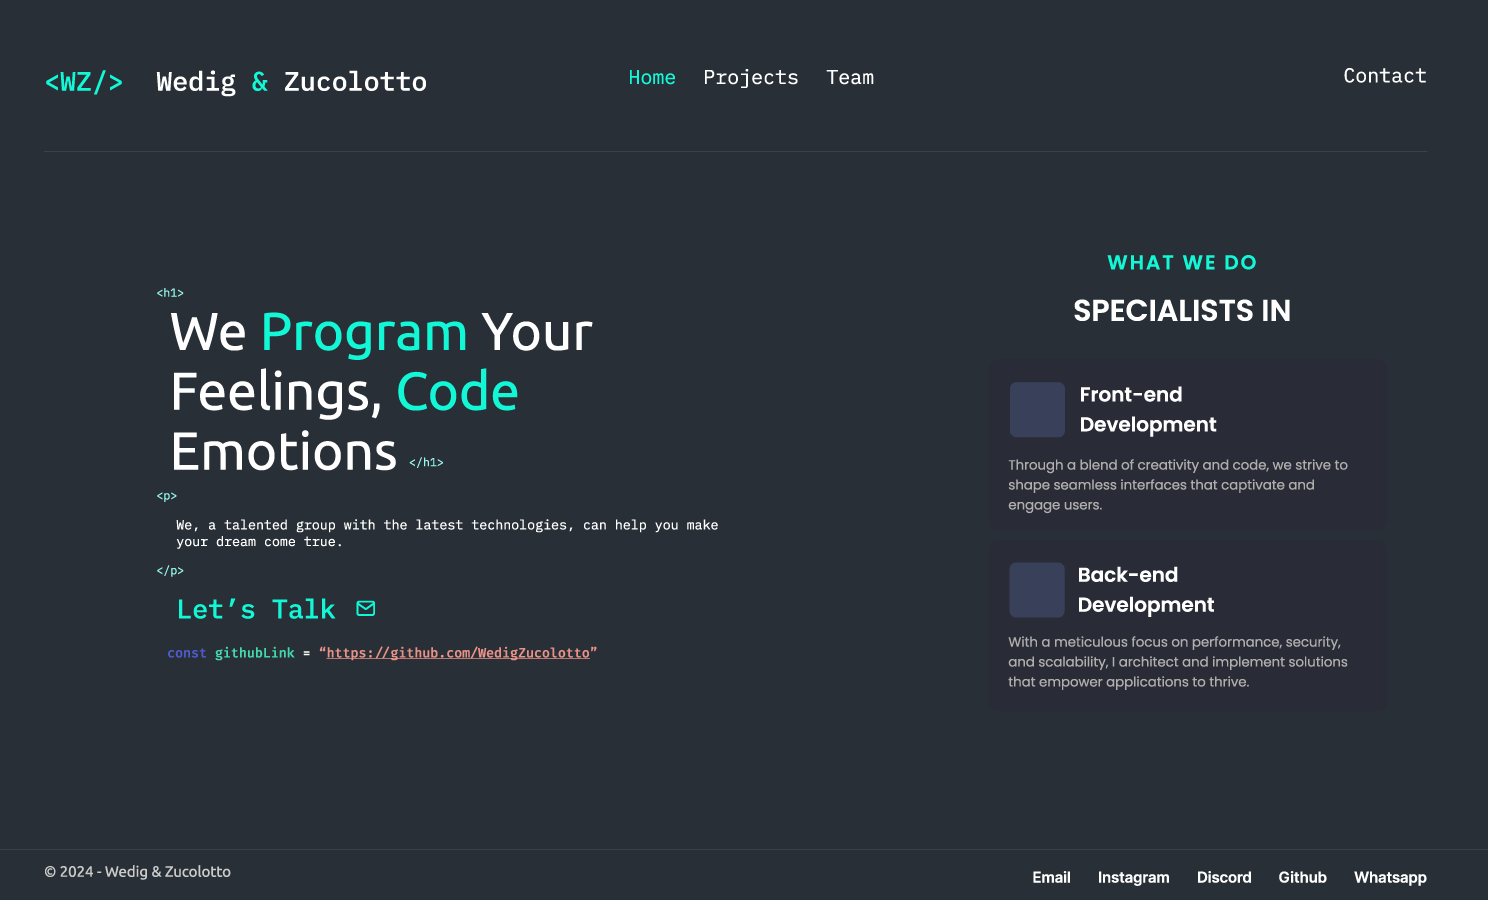 <WZ/> Wedig & Zucolotto Home Projects Team Contact
<h1>
We Program Your
Feelings, Code
Emotions </h1>
<p>
We, a talented group with the latest technologies, can help you make
your dream come true.
</p>
Let’s Talk
const githubLink = “https://github.com/WedigZucolotto”
WHAT WE DO
SPECIALISTS IN
Front-end
Development
Through a blend of creativity and code, we strive to
shape seamless interfaces that captivate and
engage users.
Back-end
Development
With a meticulous focus on performance, security,
and scalability, I architect and implement solutions
that empower applications to thrive.
© 2024 - Wedig & Zucolotto
Email Instagram Discord Github Whatsapp